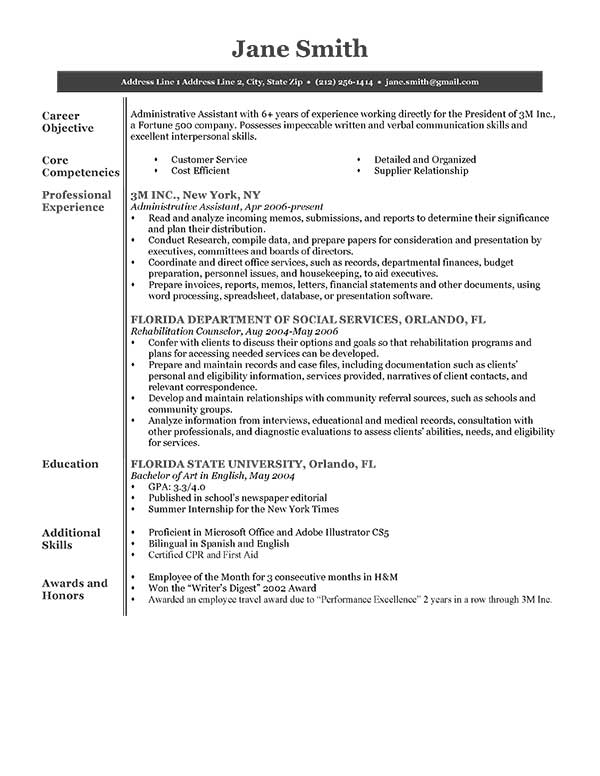 Jane Smith
Address Line 1 Address Line 2, City, State Zip • (212) 256-1414 • jane.smith@gmail.com
Career
Objective
Administrative Assistant with 6+ years of experience working directly for the President of 3M Inc.,
a Fortune 500 company. Possesses impeccable written and verbal communication skills and
excellent interpersonal skills.
Core
Competencies
• Customer Service
• Cost Efficient
• Detailed and Organized
• Supplier Relationship
Professional
Experience
3M INC., New York, NY
Administrative Assistant, Apr 2006-present
• Read and analyze incoming memos, submissions, and reports to determine their significance
and plan their distribution.
• Conduct Research, compile data, and prepare papers for consideration and presentation by
executives, committees and boards of directors.
• Coordinate and direct office services, such as records, departmental finances, budget
preparation, personnel issues, and housekeeping, to aid executives.
• Prepare invoices, reports, memos, letters, financial statements and other documents, using
word processing, spreadsheet, database, or presentation software.
FLORIDA DEPARTMENT OF SOCIAL SERVICES, ORLANDO, FL
Rehabilitation Counselor, Aug 2004-May 2006
• Confer with clients to discuss their options and goals so that rehabilitation programs and
plans for accessing needed services can be developed.
• Prepare and maintain records and case files, including documentation such as clients'
personal and eligibility information, services provided, narratives of client contacts, and
relevant correspondence.
• Develop and maintain relationships with community referral sources, such as schools and
community groups.
• Analyze information from interviews, educational and medical records, consultation with
other professionals, and diagnostic evaluations to assess clients' abilities, needs, and eligibility
for services.
Education
FLORIDA STATE UNIVERSITY, Orlando, FL
Bachelor of Art in English, May 2004
• GPA: 3.3/4.0
• Published in school's newspaper editorial
• Summer Internship for the New York Times
Additional
Skills
• Proficient in Microsoft Office and Adobe Illustrator CS5
• Bilingual in Spanish and English
• Certified CPR and First Aid
Awards and
Honors
• Employee of the Month for 3 consecutive months in H&M
• Won the "Writer's Digest" 2002 Award
• Awarded an employee travel award due to "Performance Excellence" 2 years in a row through 3M Inc.